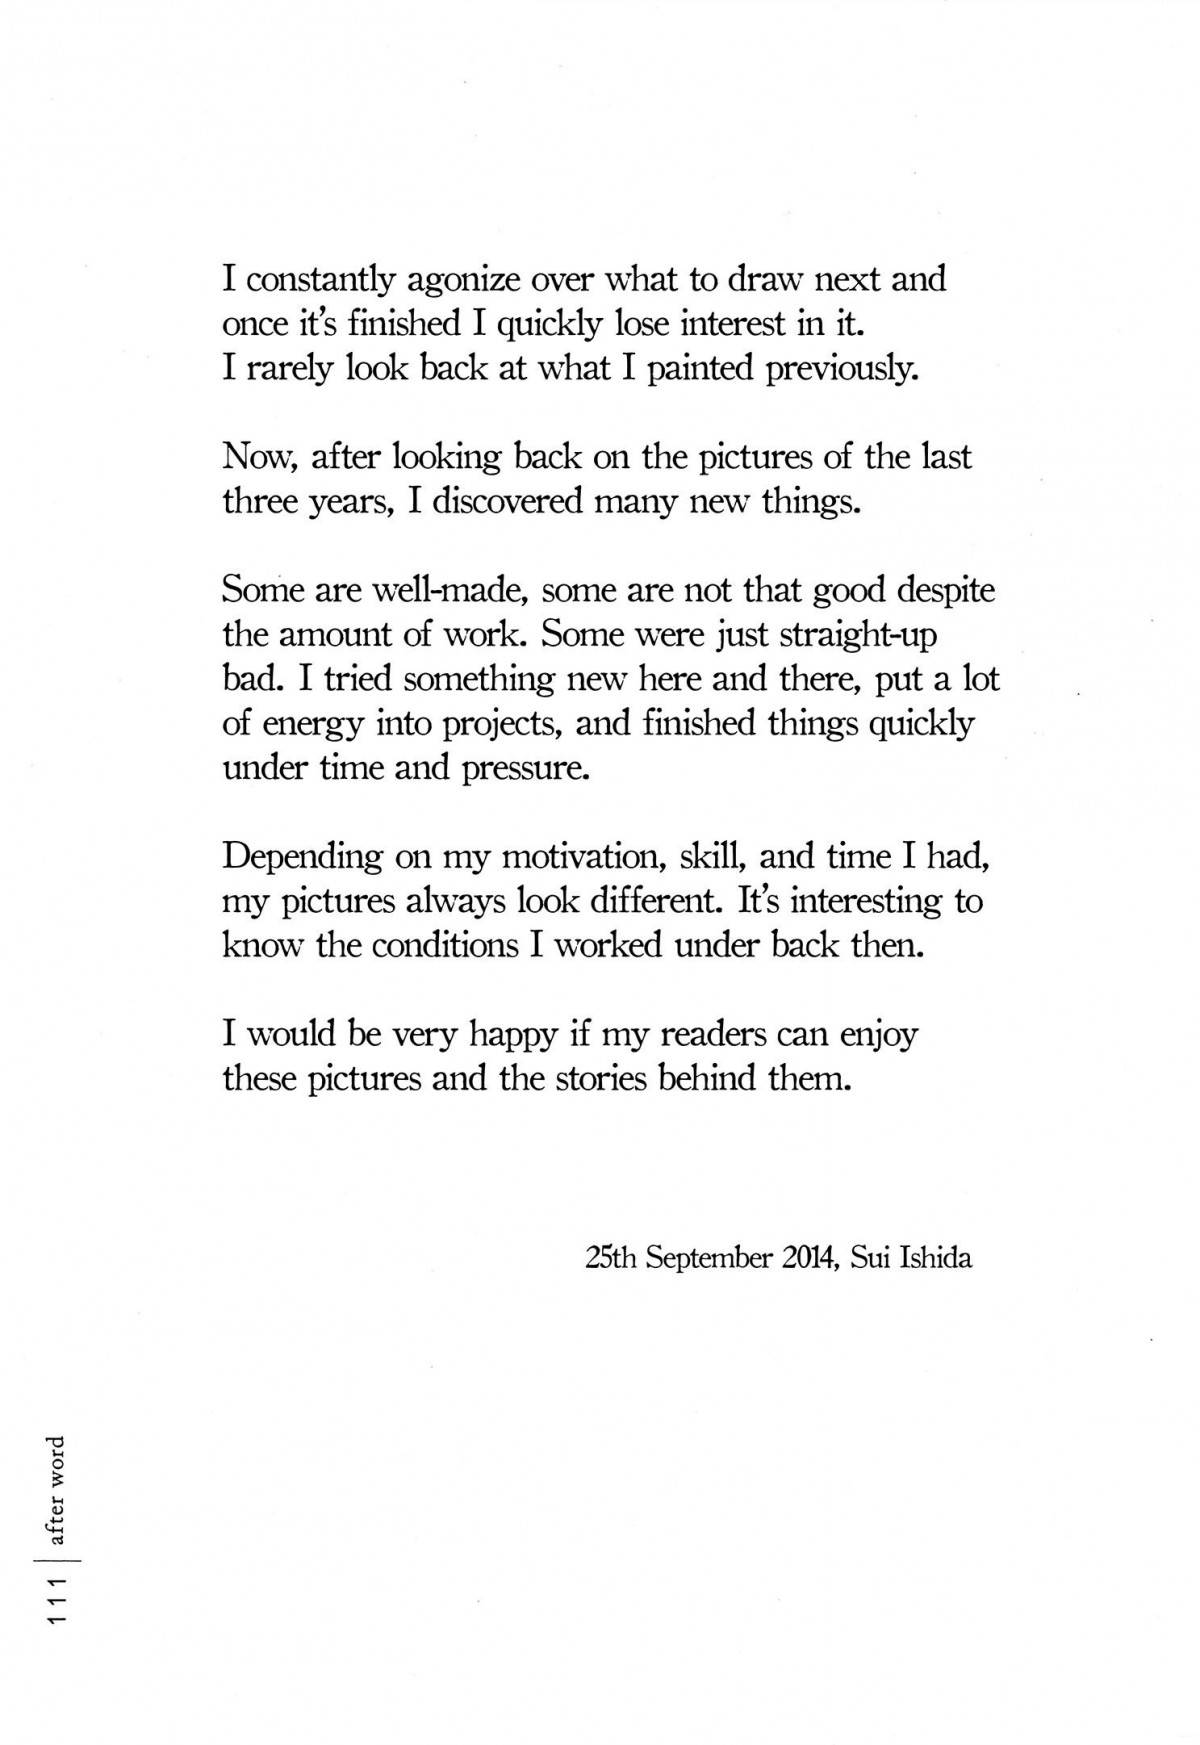 I constantly agonize over what to draw next and
once it's finished I quickly lose interest in it.
I rarely look back at what I painted previously.
Now, after looking back on the pictures of the last
three years, I discovered many new things.
Some are well-made, some are not that good despite
the amount of work. Some were just straight-up
bad. I tried something new here and there, put a lot
of energy into projects, and finished things quickly
under time and pressure.
Depending on my motivation, skill, and time I had,
my pictures always look different. It's interesting to
know the conditions I worked under back then.
I would be very happy if my readers can enjoy
these pictures and the stories behind them.
25th September 2014, Sui Ishida
111 | after word